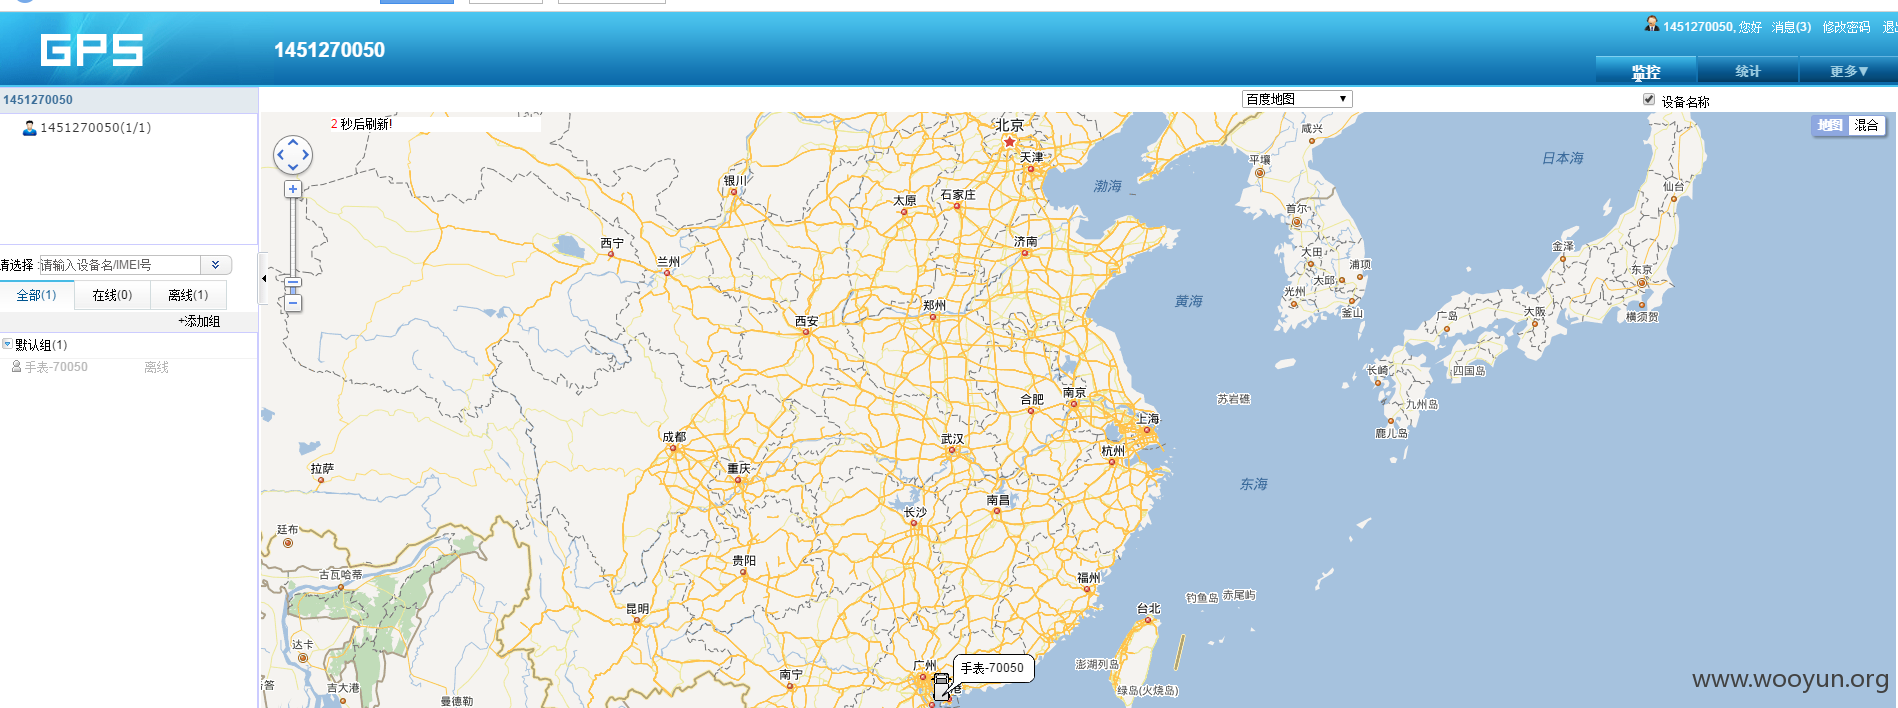 GPS
1451270050
1451270050, 您好 消息(3) 修改密码
监控 统计 更多▼
1451270050
1451270050(1/1)
百度地图
设备名称
2 秒后刷新!
地图 混合
请选择:
请输入设备名/IMEI号
全部(1) 在线(0) 离线(1)
+添加组
默认组(1)
手表-70050 离线
北京
天津
渤海
咸兴
平壤
日本海
银川
太原
石家庄
仙台
首尔
西宁
兰州
济南
大田
浦项
大邱
金泽
东京
光州
黄海
郑州
西安
釜山
广岛
大阪
横须贺
长崎
四国岛
南京
合肥
苏岩礁
九州岛
上海
鹿儿岛
成都
武汉
杭州
拉萨
重庆
东海
南昌
长沙
廷布
贵阳
古瓦哈蒂
福州
钓鱼岛
赤尾屿
昆明
台北
达卡
广州
手表-70050
澎湖列岛
南宁
吉大港
绿岛(火烧岛)
曼德勒
www.wooyun.org